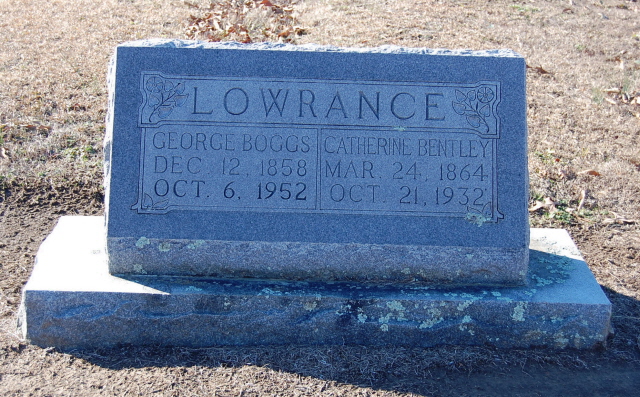 LOWRANCE
GEORGE BOGGS
DEC. 12, 1858
OCT. 6, 1952
CATHERINE BENTLEY
MAR. 24, 1864
OCT. 21, 1932